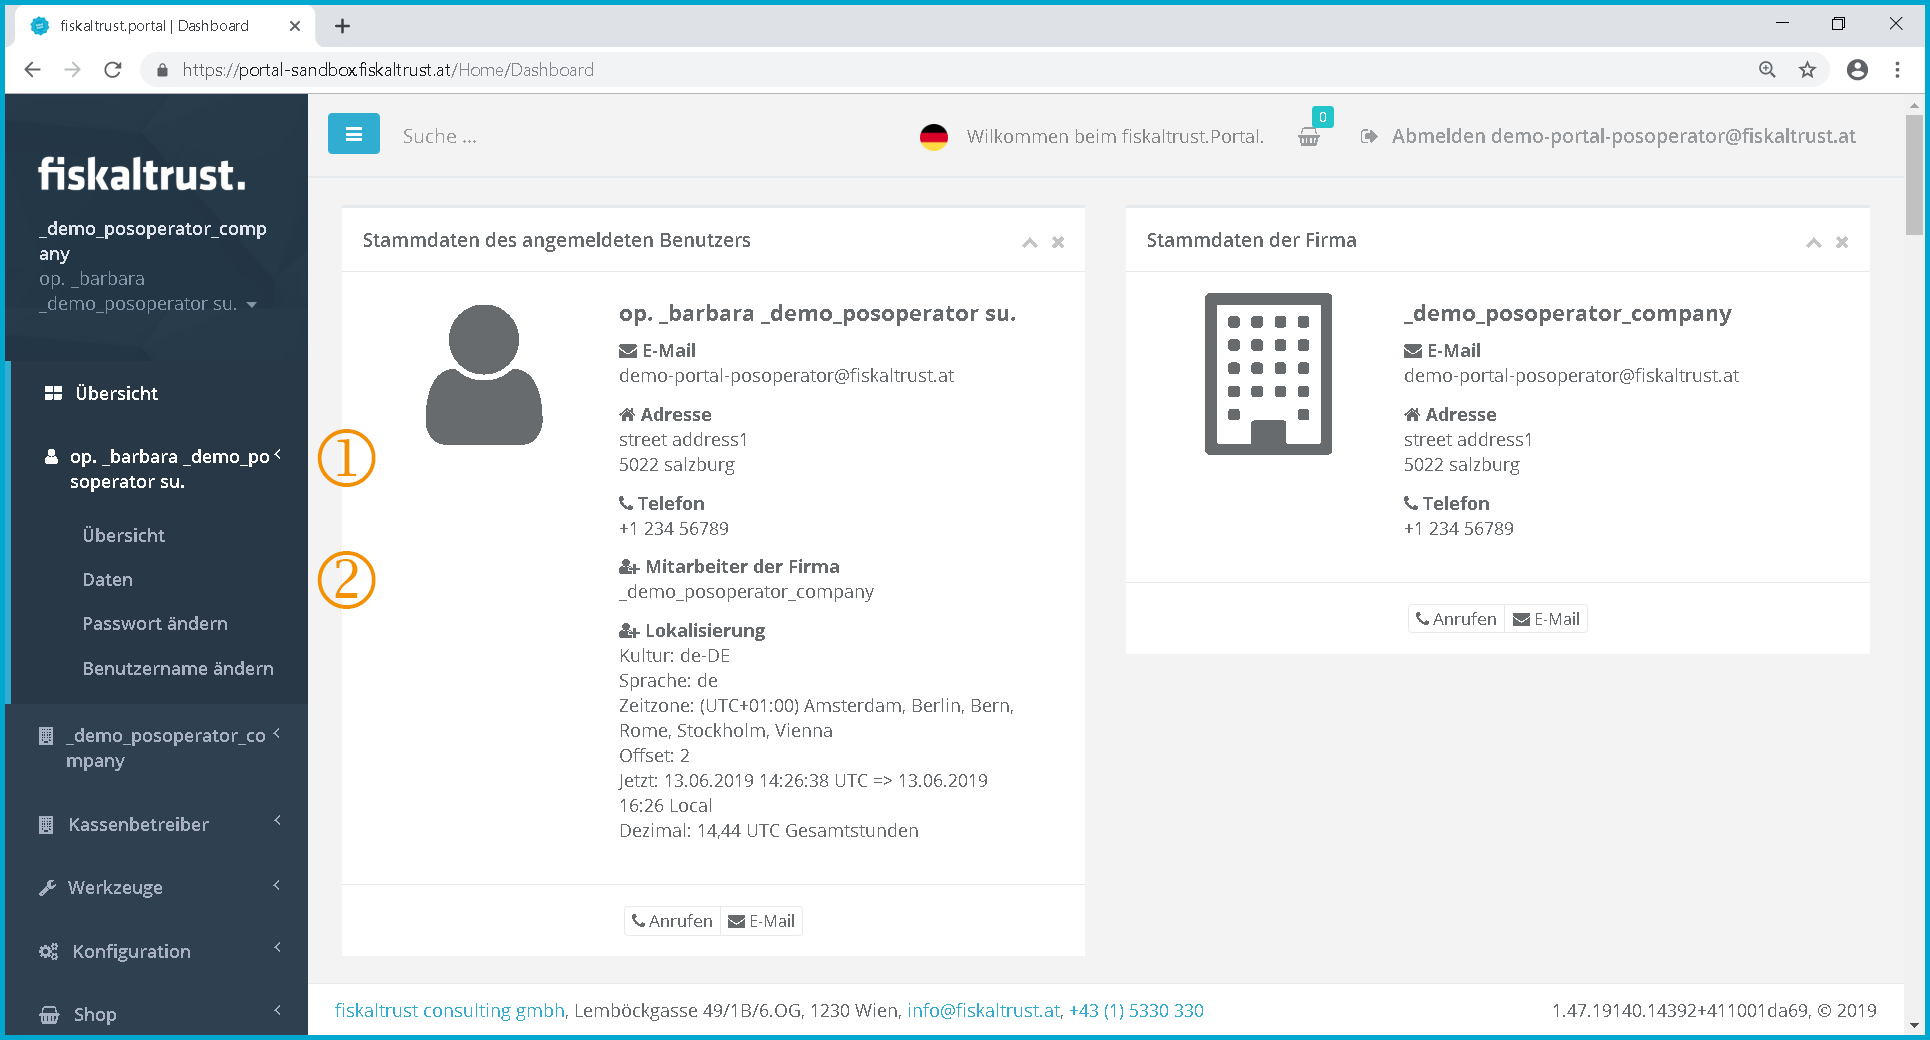 fiskaltrust.portal | Dashboard
https://portal-sandbox.fiskaltrust.at/Home/Dashboard
fiskaltrust.
_demo_posoperator_comp
any
op. _barbara
_demo_posoperator su.
Übersicht
op. _barbara _demo_po
soperator su.
Übersicht
Daten
Passwort ändern
Benutzername ändern
_demo_posoperator_co
mpany
Kassenbetreiber
Werkzeuge
Konfiguration
Shop
1
2
Suche ...
Wilkommen beim fiskaltrust.Portal.
0
Abmelden demo-portal-posoperator@fiskaltrust.at
Stammdaten des angemeldeten Benutzers
op. _barbara _demo_posoperator su.
E-Mail
demo-portal-posoperator@fiskaltrust.at
Adresse
street address1
5022 salzburg
Telefon
+1 234 56789
Mitarbeiter der Firma
_demo_posoperator_company
Lokalisierung
Kultur: de-DE
Sprache: de
Zeitzone: (UTC+01:00) Amsterdam, Berlin, Bern,
Rome, Stockholm, Vienna
Offset: 2
Jetzt: 13.06.2019 14:26:38 UTC => 13.06.2019
16:26 Local
Dezimal: 14,44 UTC Gesamtstunden
Anrufen E-Mail
Stammdaten der Firma
_demo_posoperator_company
E-Mail
demo-portal-posoperator@fiskaltrust.at
Adresse
street address1
5022 salzburg
Telefon
+1 234 56789
Anrufen E-Mail
fiskaltrust consulting gmbh, Lemböckgasse 49/1B/6.OG, 1230 Wien, info@fiskaltrust.at, +43 (1) 5330 330
1.47.19140.14392+411001da69, © 2019